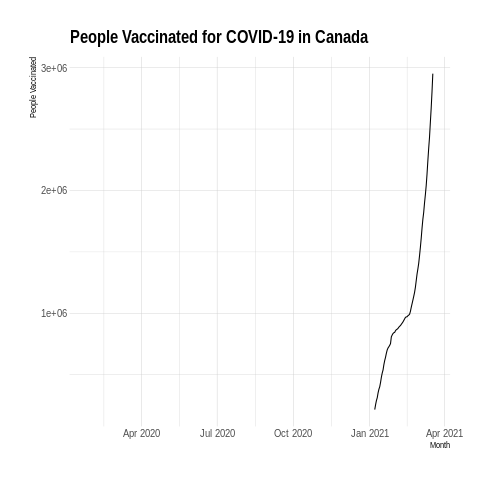 People Vaccinated for COVID-19 in Canada
People Vaccinated
3e+06
2e+06
1e+06
Apr 2020 Jul 2020 Oct 2020 Jan 2021 Apr 2021
Month